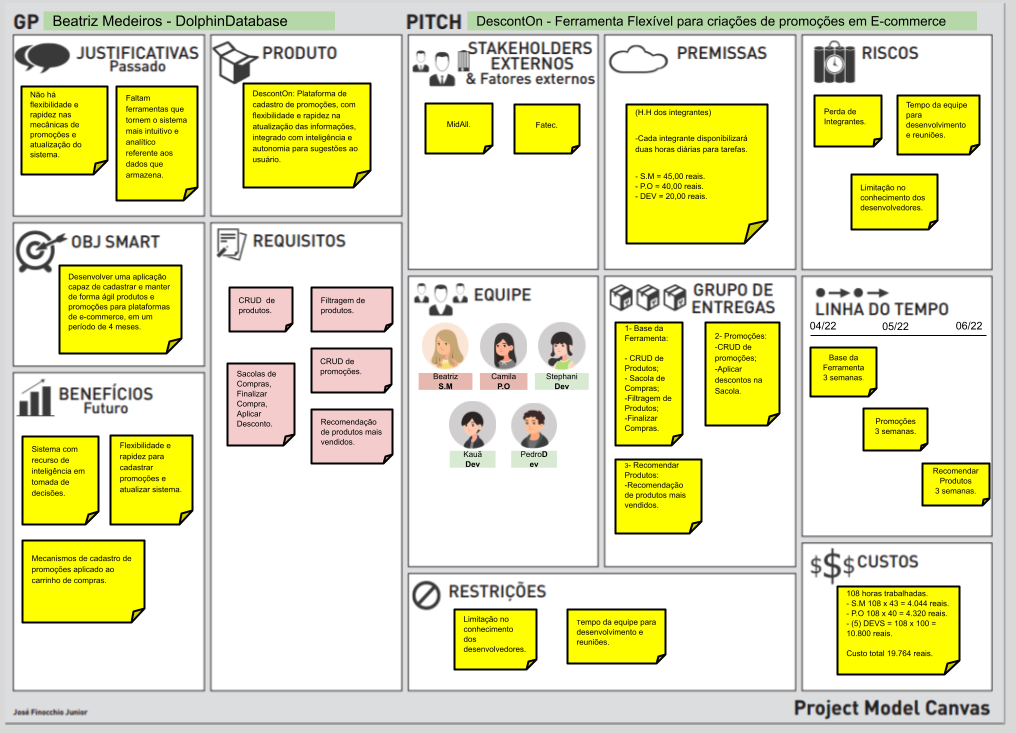 GP Beatriz Medeiros - DolphinDatabase
PITCH DescontOn - Ferramenta Flexível para criações de promoções em E-commerce
JUSTIFICATIVAS
Passado
Não há
flexibilidade e
rapidez nas
mecânicas de
promoções e
atualização do
sistema.
Faltam
ferramentas que
tornem o sistema
mais intuitivo e
analítico
referente aos
dados que
armazena.
PRODUTO
DescontOn: Plataforma de
cadastro de promoções, com
flexibilidade e rapidez na
atualização das informações,
integrado com inteligência e
autonomia para sugestões ao
usuário.
STAKEHOLDERS
EXTERNOS
& Fatores externos
MidAll.
Fatec.
PREMISSAS
(H.H dos integrantes)
-Cada integrante disponibilizará
duas horas diárias para tarefas.
- S.M = 45,00 reais.
- P.O = 40,00 reais.
- DEV = 20,00 reais.
RISCOS
Perda de
Integrantes.
Tempo da equipe
para
desenvolvimento
e reuniões.
Limitação no
conhecimento dos
desenvolvedores.
OBJ SMART
Desenvolver uma aplicação
capaz de cadastrar e manter
de forma ágil produtos e
promoções para plataformas
de e-commerce, em um
período de 4 meses.
REQUISITOS
CRUD de
produtos.
Filtragem de
produtos.
CRUD de
promoções.
Sacolas de
Compras,
Finalizar
Compra,
Aplicar
Desconto.
Recomendação
de produtos mais
vendidos.
EQUIPE
Beatriz
S.M
Camila
P.O
Stephani
Dev
Kauã
Dev
PedroD
ev
GRUPO DE
ENTREGAS
1- Base da
Ferramenta:
- CRUD de
Produtos;
- Sacola de
Compras;
-Filtragem de
Produtos;
-Finalizar
Compras.
2- Promoções:
-CRUD de
promoções;
-Aplicar
descontos na
Sacola.
3- Recomendar
Produtos:
-Recomendação
de produtos mais
vendidos.
LINHA DO TEMPO
04/22 05/22 06/22
Base da
Ferramenta
3 semanas.
Promoções
3 semanas.
Recomendar
Produtos
3 semanas.
BENEFÍCIOS
Futuro
Sistema com
recurso de
inteligência em
tomada de
decisões.
Flexibilidade e
rapidez para
cadastrar
promoções e
atualizar sistema.
Mecanismos de cadastro de
promoções aplicado ao
carrinho de compras.
RESTRIÇÕES
Limitação no
conhecimento
dos
desenvolvedores.
Tempo da equipe para
desenvolvimento e
reuniões.
$$$ CUSTOS
108 horas trabalhadas.
- S.M 108 x 43 = 4.044 reais.
- P.O 108 x 40 = 4.320 reais.
- (5) DEVS = 108 x 100 =
10.800 reais.
Custo total 19.764 reais.
José Finocchio Junior
Project Model Canvas